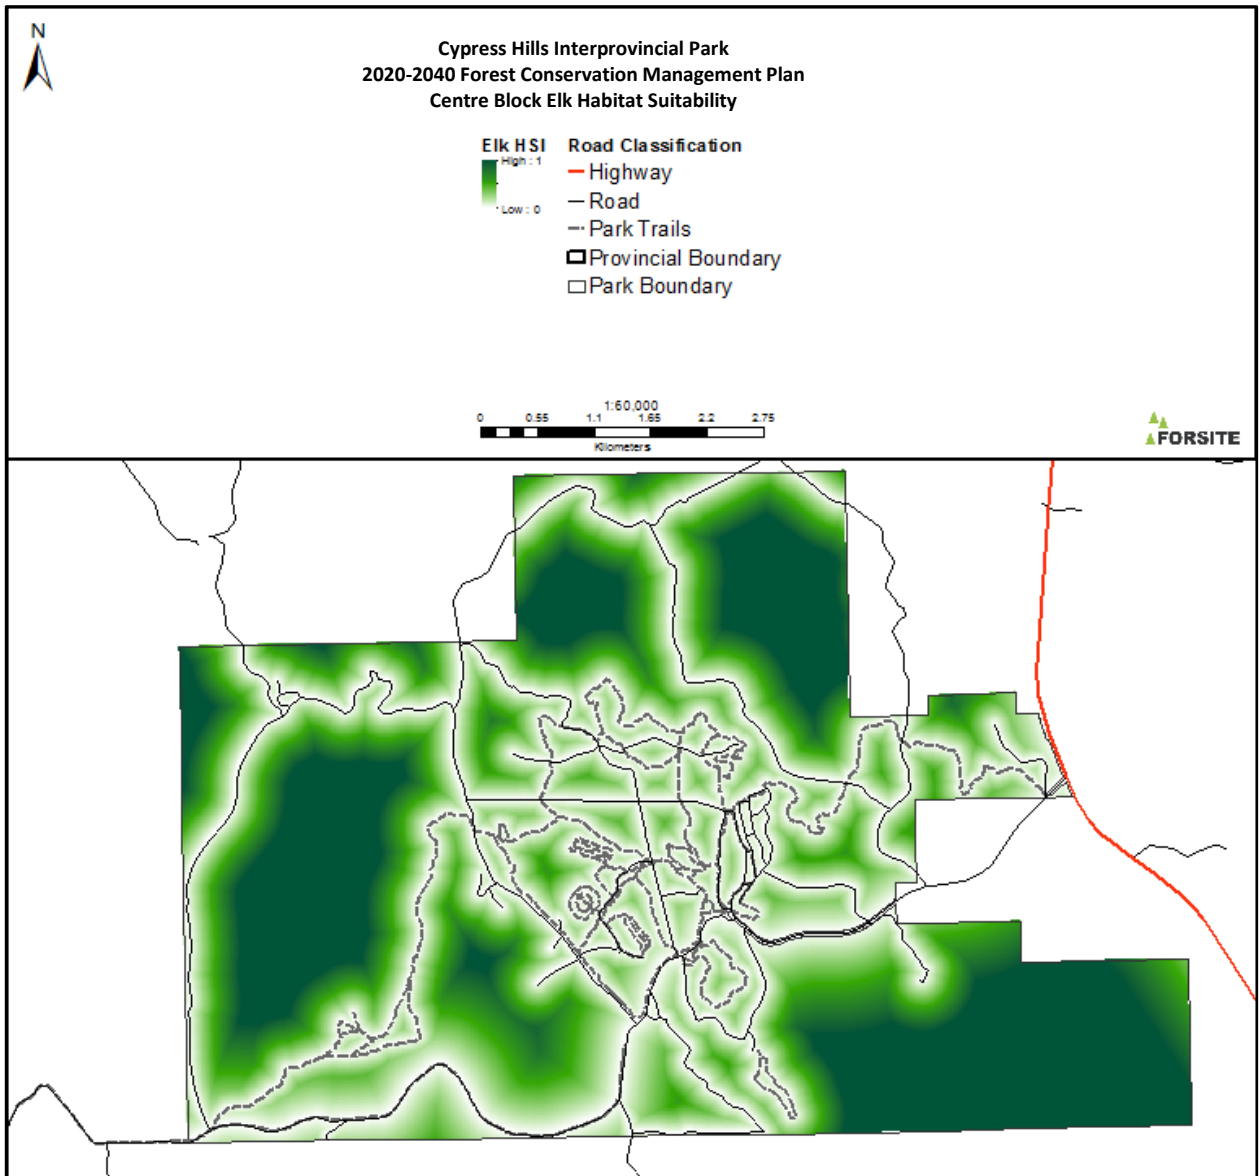 N
Cypress Hills Interprovincial Park
2020-2040 Forest Conservation Management Plan
Centre Block Elk Habitat Suitability
Elk HSI
High : 1
Low : 0
Road Classification
Highway
Road
Park Trails
Provincial Boundary
Park Boundary
1:60,000
0 0.55 1.1 1.65 2.2 2.75
Kilometers
FORSITE